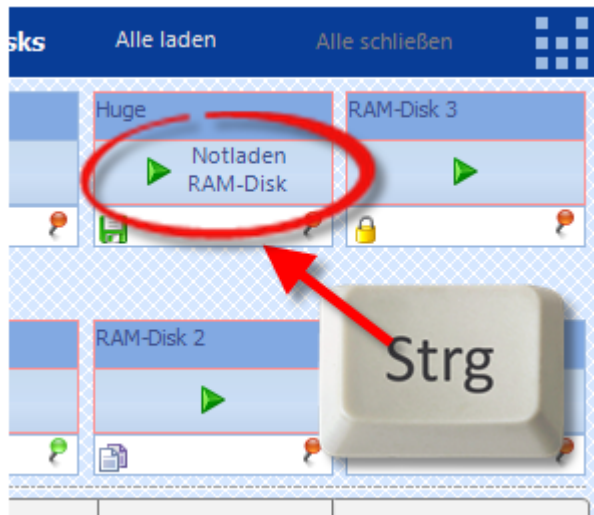 sks Alle laden Alle schließen
Huge RAM-Disk 3
Notladen
RAM-Disk
RAM-Disk 2
Strg